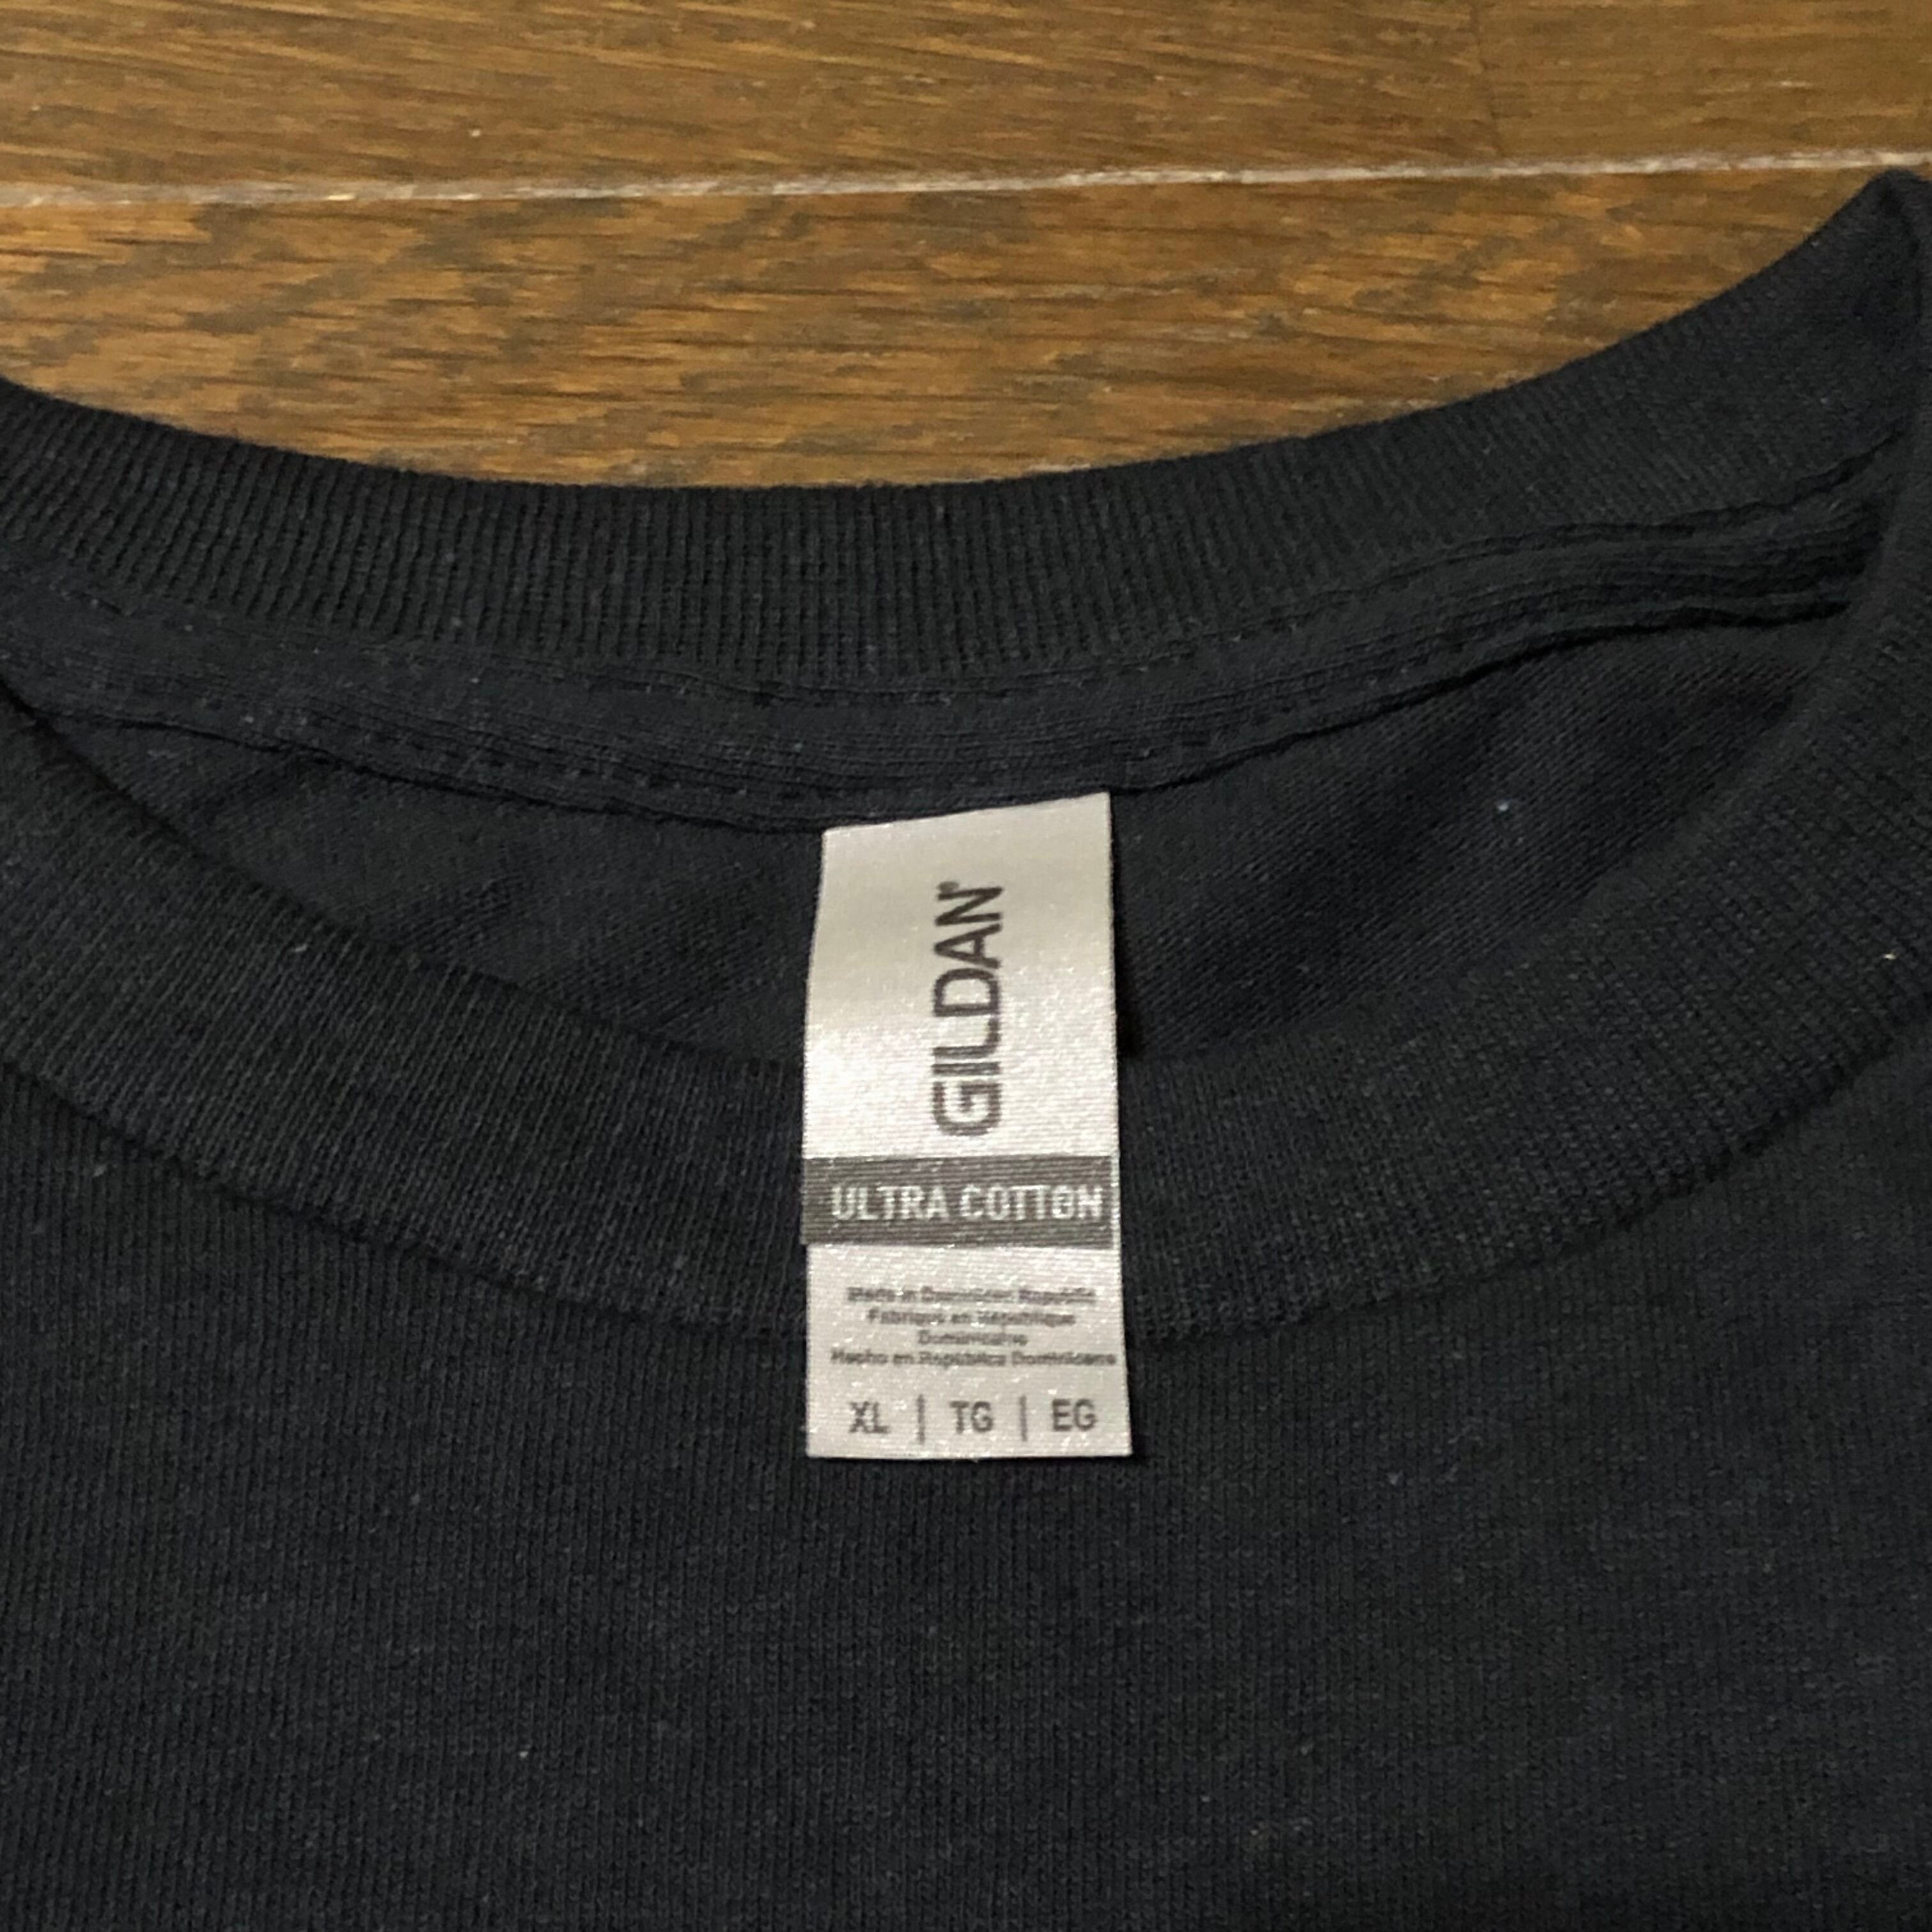 GILDAN®
ULTRA COTTON
Made in Dominican Republic
Fabriqué en République
Dominicaine
Hecho en República Dominicana
XL | TG | EG